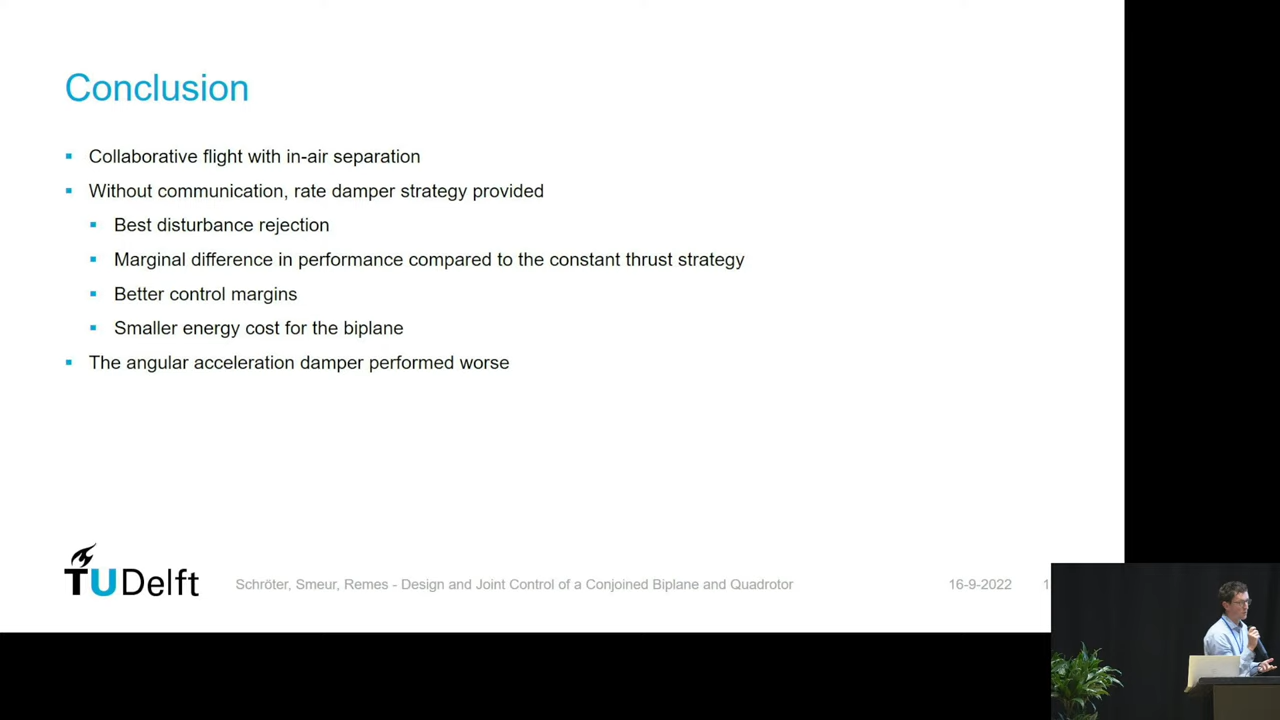 Conclusion
Collaborative flight with in-air separation
Without communication, rate damper strategy provided
Best disturbance rejection
Marginal difference in performance compared to the constant thrust strategy
Better control margins
Smaller energy cost for the biplane
The angular acceleration damper performed worse
TUDelft
Schröter, Smeur, Remes - Design and Joint Control of a Conjoined Biplane and Quadrotor
16-9-2022